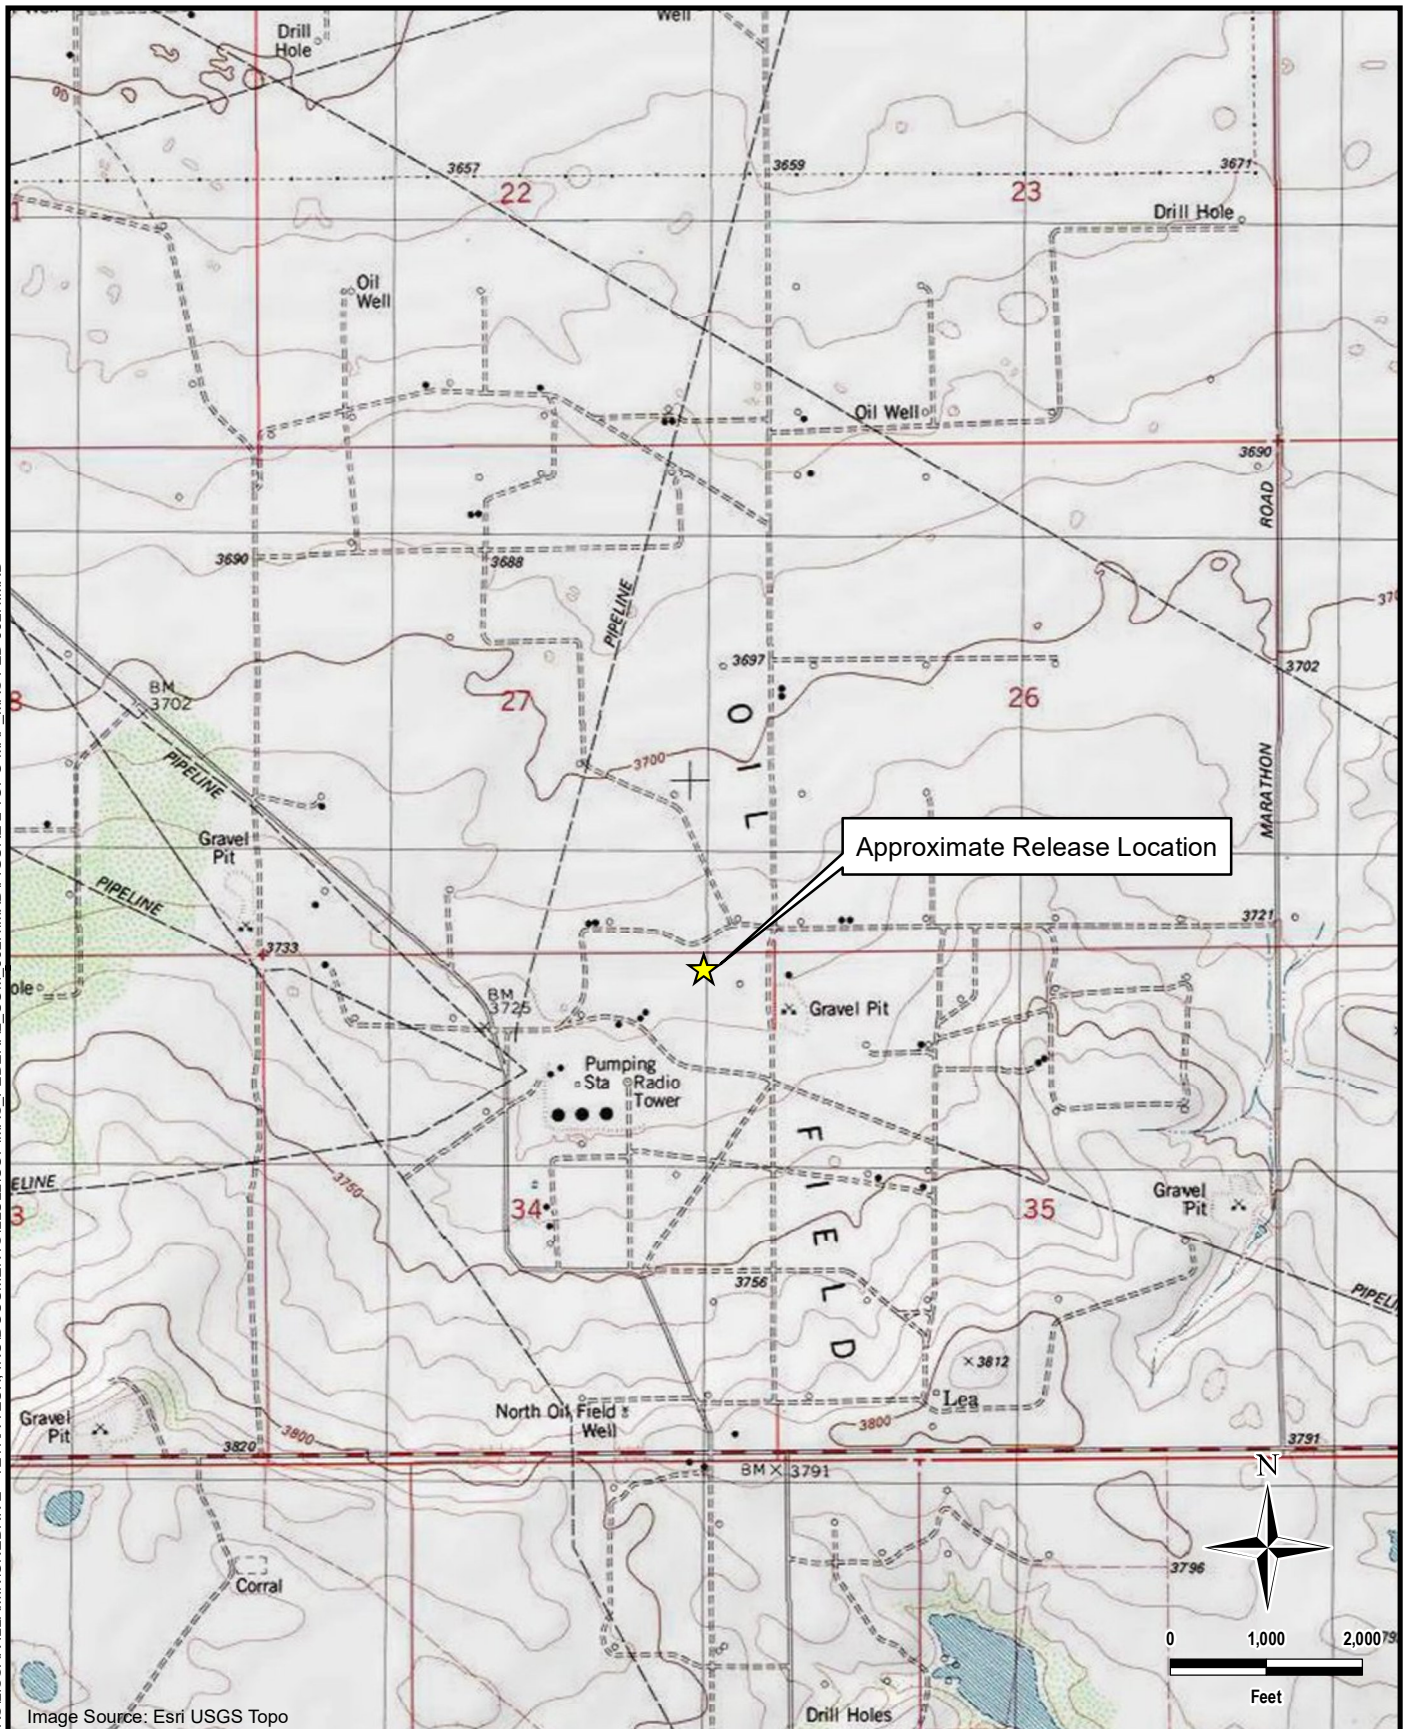 Well
Drill
Hole
3657
3659
3671
22
23
Drill Hole
Oil
Well
Oil Well
3690
ROAD
3690
3688
PIPELINE
3697
3702
BM
3702
27
26
OIL
3700
PIPELINE
MARATHON
Gravel
Pit
Approximate Release Location
PIPELINE
3721
3733
BM
3725
Gravel Pit
Pumping
Sta
Radio
Tower
FIELD
3750
34
35
Gravel
Pit
3756
3812
Lea
North Oil Field
Well
Gravel
Pit
3800
3800
3820
3791
BM 3791
N
3796
Corral
0 1,000 2,000
Feet
Drill Holes
Image Source: Esri USGS Topo